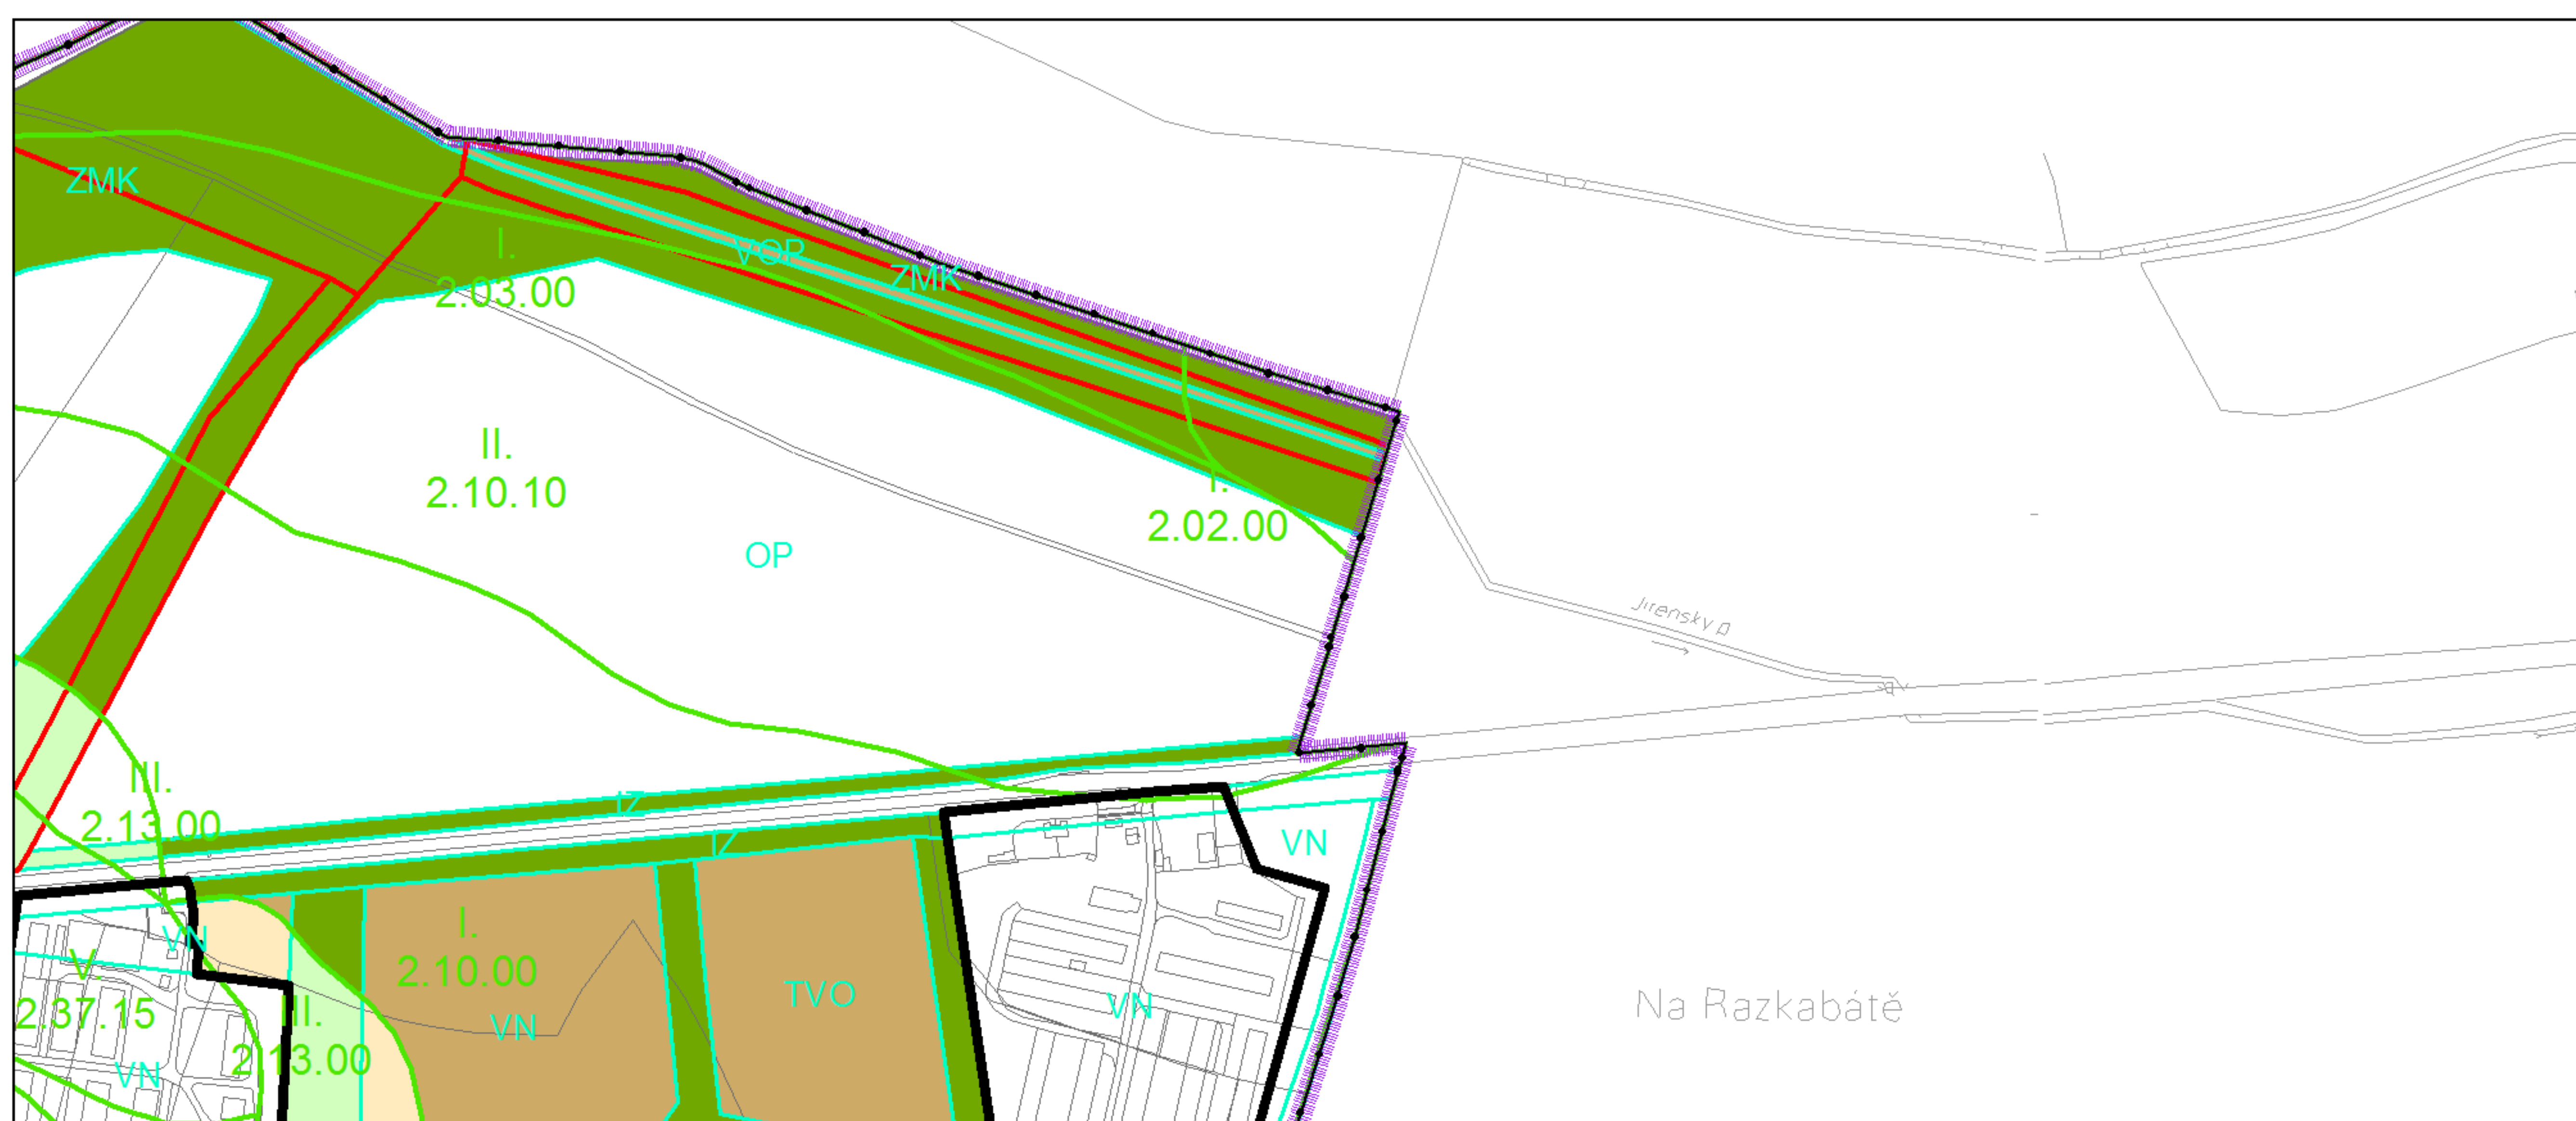 ZMK
I.
2.03.00
VOP
ZMK
II.
2.10.10
I.
2.02.00
OP
Jirenský p
III.
2.13.00
IZ
IZ
VN
I.
2.10.00
VN
V.
2.37.15
TVO
VN
VN
Na Razkabátě
III.
2.13.00
VN